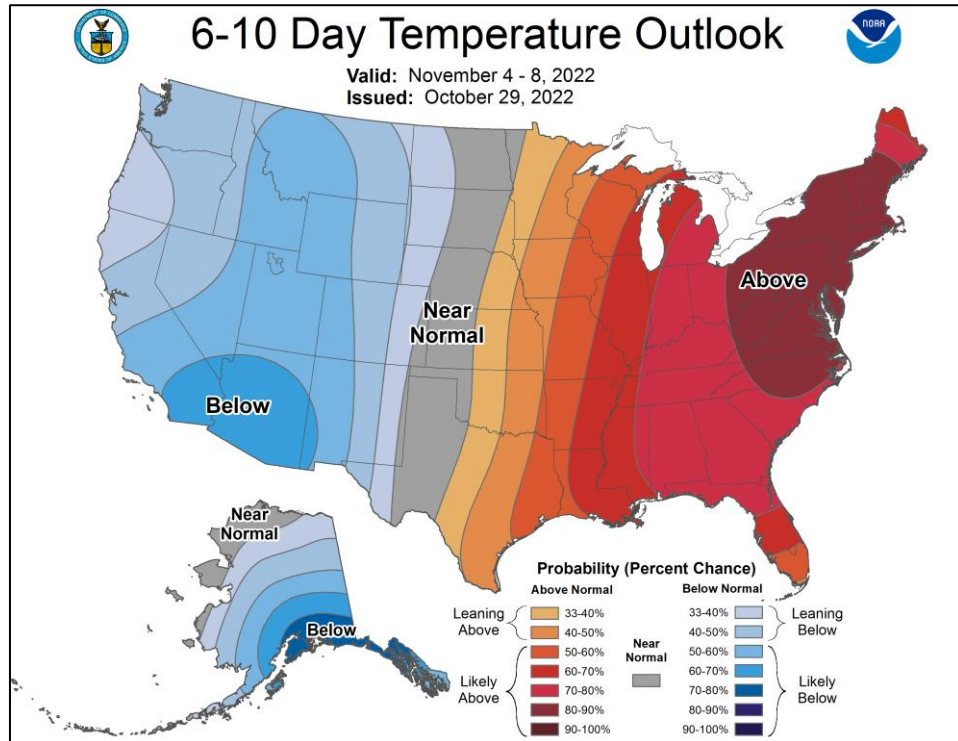 6-10 Day Temperature Outlook
NOAA
Valid: November 4 - 8, 2022
Issued: October 29, 2022
Near
Normal
Above
Below
Near
Normal
Below
Probability (Percent Chance)
Above Normal
Below Normal
Leaning
Above
33-40%
40-50%
Likely
Above
50-60%
60-70%
70-80%
80-90%
90-100%
Near
Normal
33-40%
40-50%
Leaning
Below
50-60%
60-70%
70-80%
80-90%
90-100%
Likely
Below